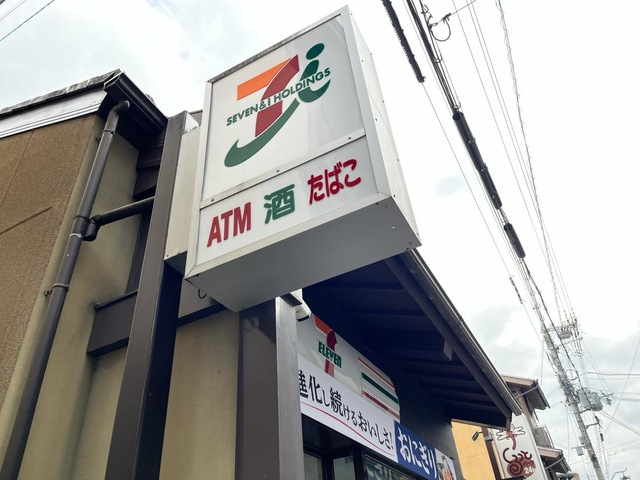 SEVEN&i HOLDINGS
ATM 酒 たばこ
7
ELEVEN
進化し続けるおいしさ!
おにぎり